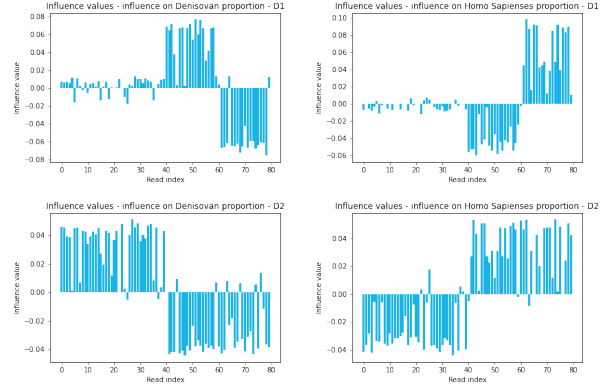 Influence values - influence on Denisovan proportion - D1
Influence value
0.08
0.06
0.04
0.02
0.00
−0.02
−0.04
−0.06
−0.08
0 10 20 30 40 50 60 70 80
Read index
Influence values - influence on Homo Sapienses proportion - D1
Influence value
0.10
0.08
0.06
0.04
0.02
0.00
−0.02
−0.04
−0.06
0 10 20 30 40 50 60 70 80
Read index
Influence values - influence on Denisovan proportion - D2
Influence value
0.04
0.02
0.00
−0.02
−0.04
0 10 20 30 40 50 60 70 80
Read index
Influence values - influence on Homo Sapienses proportion - D2
Influence value
0.04
0.02
0.00
−0.02
−0.04
0 10 20 30 40 50 60 70 80
Read index